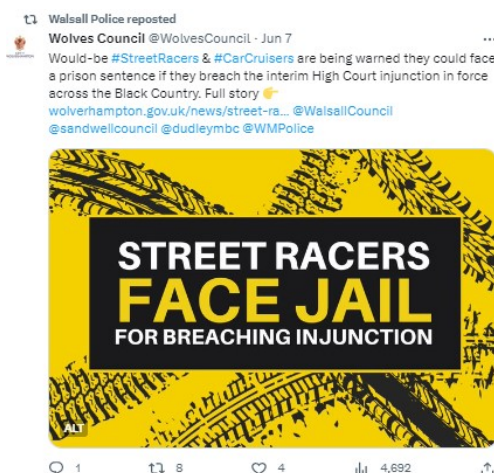 Walsall Police reposted
Wolves Council @WolvesCouncil · Jun 7
Would-be #StreetRacers & #CarCruisers are being warned they could face
a prison sentence if they breach the interim High Court injunction in force
across the Black Country. Full story 👉
wolverhampton.gov.uk/news/street-ra... @WalsallCouncil
@sandwellcouncil @dudleymbc @WMPolice
STREET RACERS
FACE JAIL
FOR BREACHING INJUNCTION
ALT
1 8 4 4,692